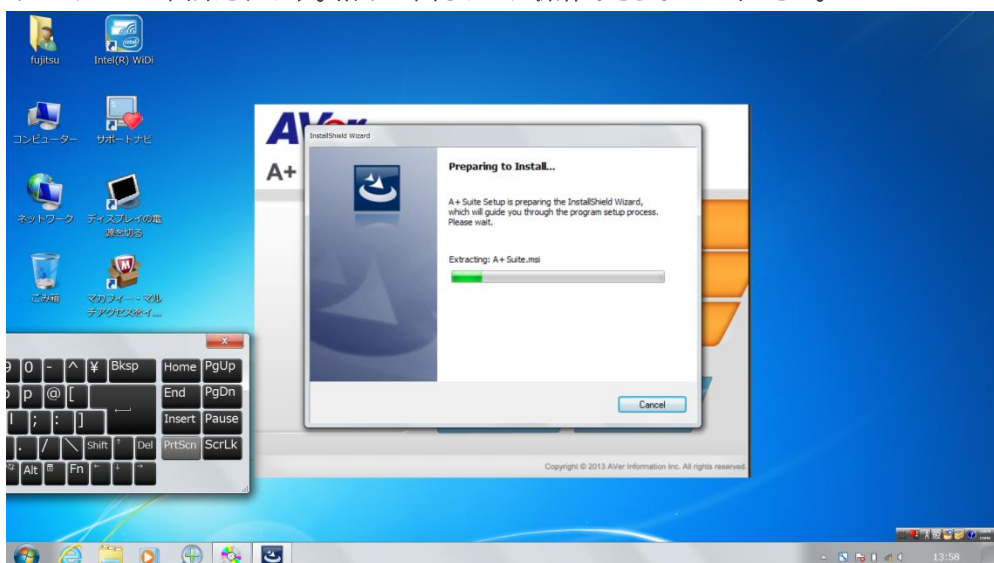 fujitsu
Intel(R) WiDi
コンピューター
サポートナビ
ネットワーク
ディスプレイの電
源を切る
ごみ箱
マカフィー - マル
チアクセス・イ...
AVer
A+
InstallShield Wizard
Preparing to Install...
A+ Suite Setup is preparing the InstallShield Wizard,
which will guide you through the program setup process.
Please wait.
Extracting: A+ Suite.msi
Cancel
Copyright © 2013 AVer Information Inc. All rights reserved.
x
9 0 - ^ ¥ Bksp Home PgUp
p @ [ End PgDn
l ; : ] Insert Pause
. / \ Shift ↑ Del PrtScn ScrLk
Alt Fn ← ↓ →
13:58